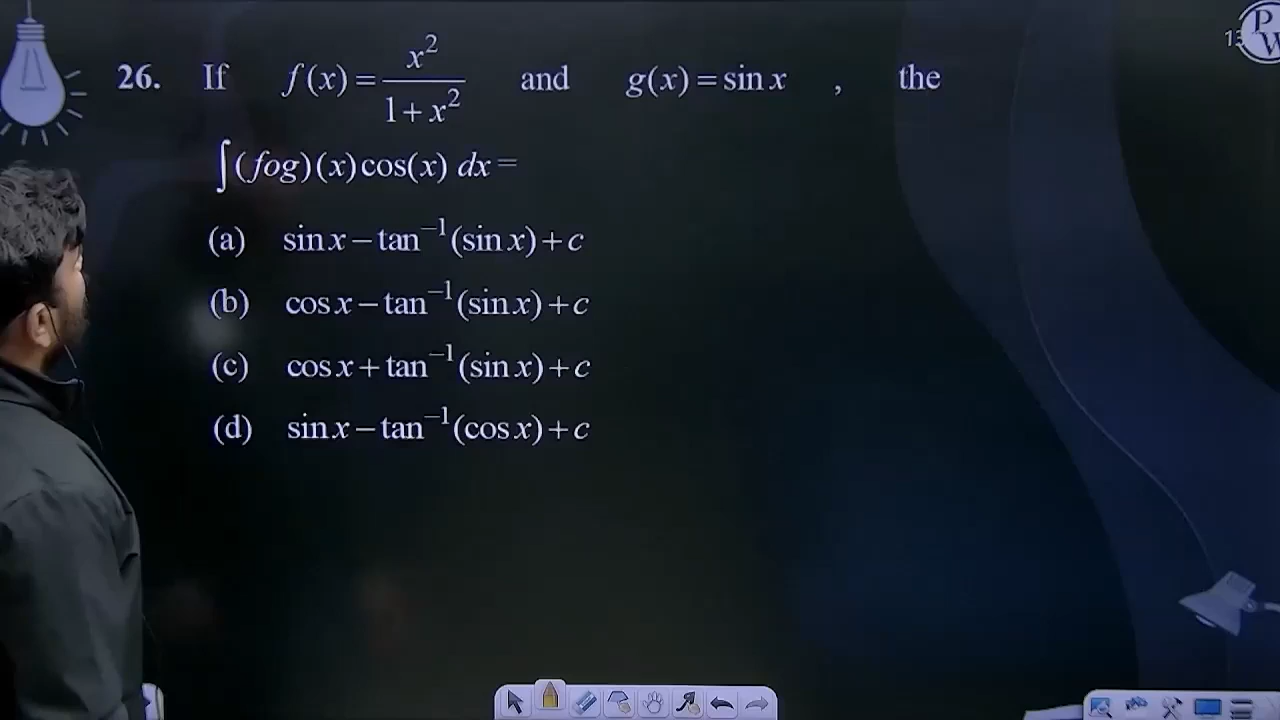 26. If f(x) = x²/(1+x²) and g(x) = sin x , the
∫(fog)(x)cos(x) dx =
(a) sin x − tan⁻¹(sin x) + c
(b) cos x − tan⁻¹(sin x) + c
(c) cos x + tan⁻¹(sin x) + c
(d) sin x − tan⁻¹(cos x) + c
P
W